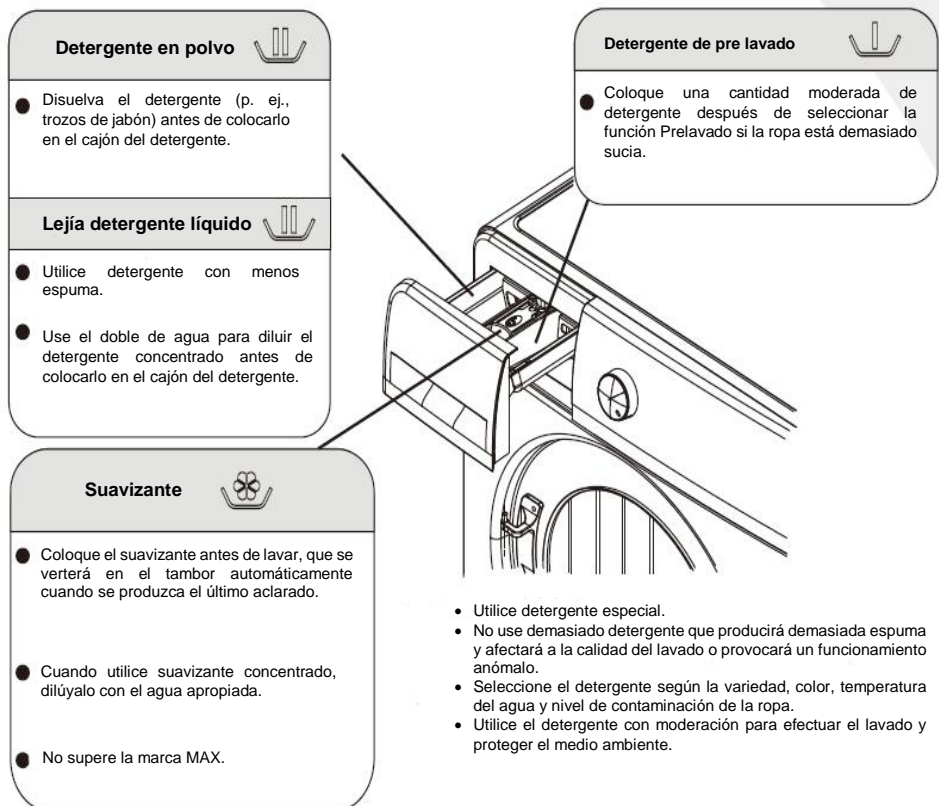 Detergente en polvo
Disuelva el detergente (p. ej.,
trozos de jabón) antes de colocarlo
en el cajón del detergente.
Lejía detergente líquido
Utilice detergente con menos
espuma.
Use el doble de agua para diluir el
detergente concentrado antes de
colocarlo en el cajón del detergente.
Detergente de pre lavado
Coloque una cantidad moderada de
detergente después de seleccionar la
función Prelavado si la ropa está demasiado
sucia.
Suavizante
Coloque el suavizante antes de lavar, que se
verterá en el tambor automáticamente
cuando se produzca el último aclarado.
Cuando utilice suavizante concentrado,
dilúyalo con el agua apropiada.
No supere la marca MAX.
• Utilice detergente especial.
• No use demasiado detergente que producirá demasiada espuma
y afectará a la calidad del lavado o provocará un funcionamiento
anómalo.
• Seleccione el detergente según la variedad, color, temperatura
del agua y nivel de contaminación de la ropa.
• Utilice el detergente con moderación para efectuar el lavado y
proteger el medio ambiente.